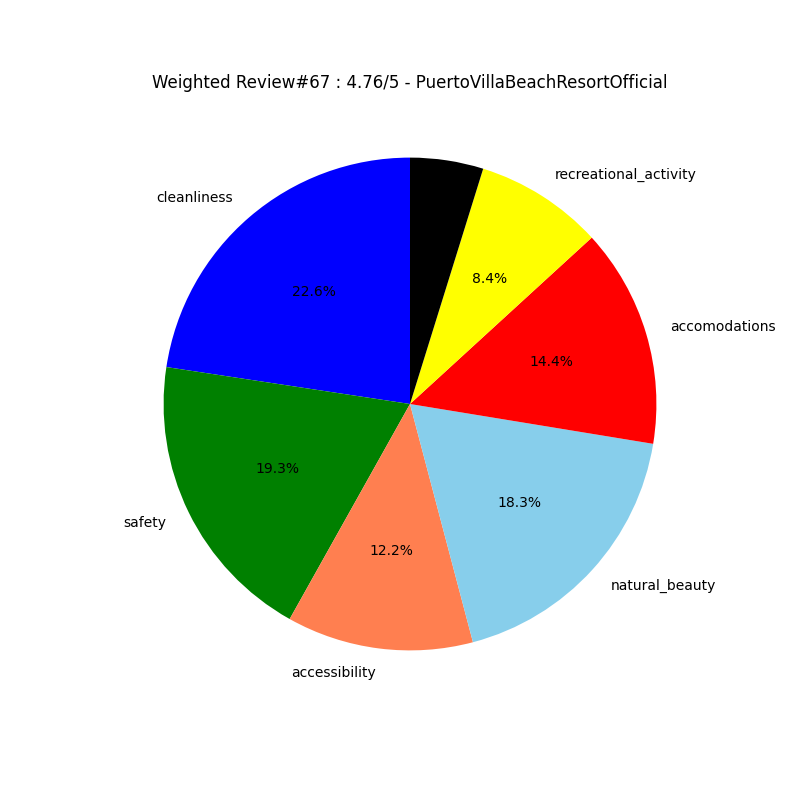 Weighted Review#67 : 4.76/5 - PuertoVillaBeachResortOfficial
recreational_activity
cleanliness
8.4%
22.6%
accomodations
14.4%
19.3%
18.3%
safety
12.2%
natural_beauty
accessibility